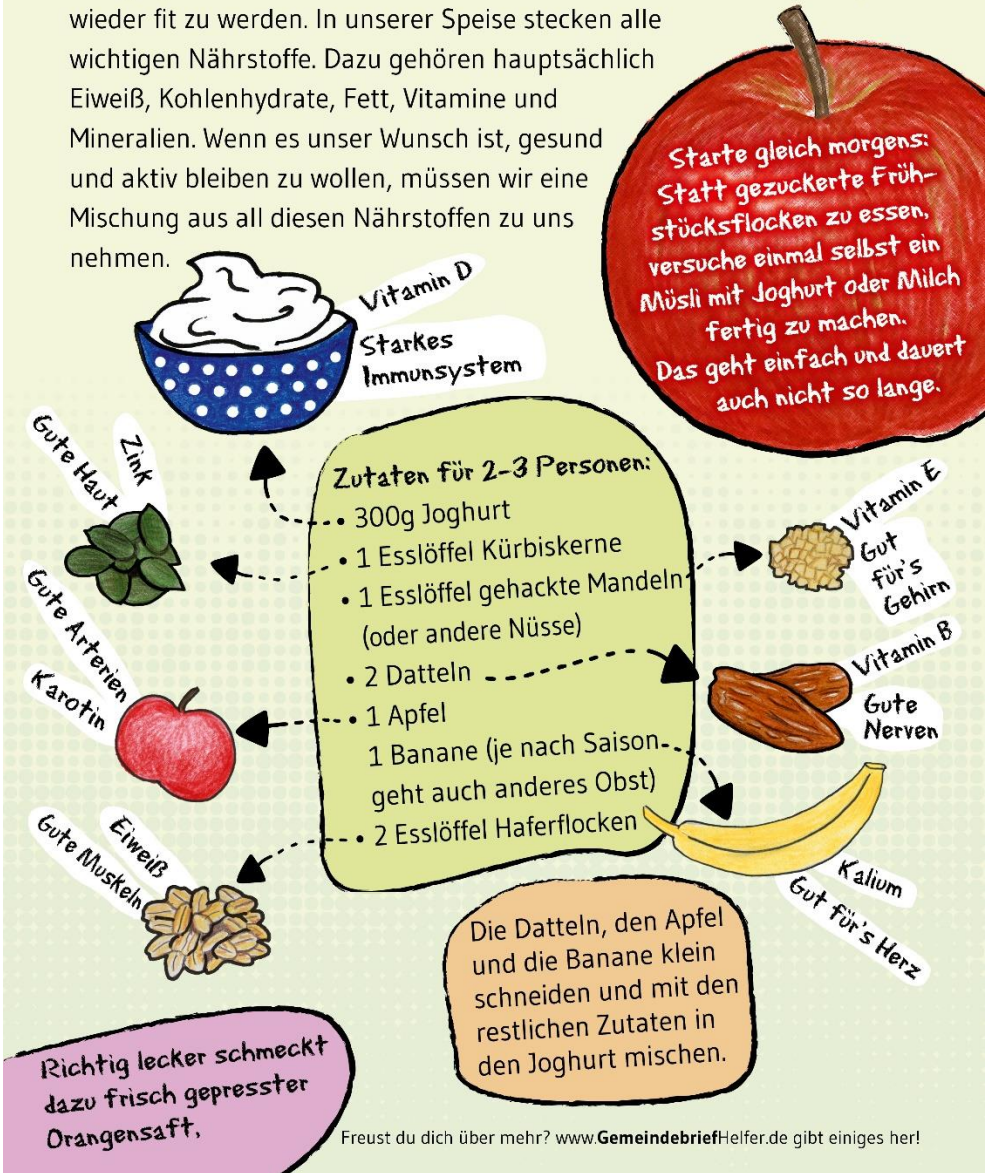 wieder fit zu werden. In unserer Speise stecken alle
wichtigen Nährstoffe. Dazu gehören hauptsächlich
Eiweiß, Kohlenhydrate, Fett, Vitamine und
Mineralien. Wenn es unser Wunsch ist, gesund
und aktiv bleiben zu wollen, müssen wir eine
Mischung aus all diesen Nährstoffen zu uns
nehmen.
Starte gleich morgens:
Statt gezuckerte Früh-
stücksflocken zu essen,
versuche einmal selbst ein
Müsli mit Joghurt oder Milch
fertig zu machen.
Das geht einfach und dauert
auch nicht so lange.
Vitamin D
Starkes
Immunsystem
Zink
Gute Haut
Gute Arterien
Karotin
Eiweiß
Gute Muskeln
Zutaten für 2-3 Personen:
• 300g Joghurt
• 1 Esslöffel Kürbiskerne
• 1 Esslöffel gehackte Mandeln
(oder andere Nüsse)
• 2 Datteln
• 1 Apfel
1 Banane (je nach Saison
geht auch anderes Obst)
• 2 Esslöffel Haferflocken
Vitamin E
Gut
für's
Gehirn
Vitamin B
Gute
Nerven
Kalium
Gut für's Herz
Die Datteln, den Apfel
und die Banane klein
schneiden und mit den
restlichen Zutaten in
den Joghurt mischen.
Richtig lecker schmeckt
dazu frisch gepresster
Orangensaft.
Freust du dich über mehr? www.GemeindebriefHelfer.de gibt einiges her!